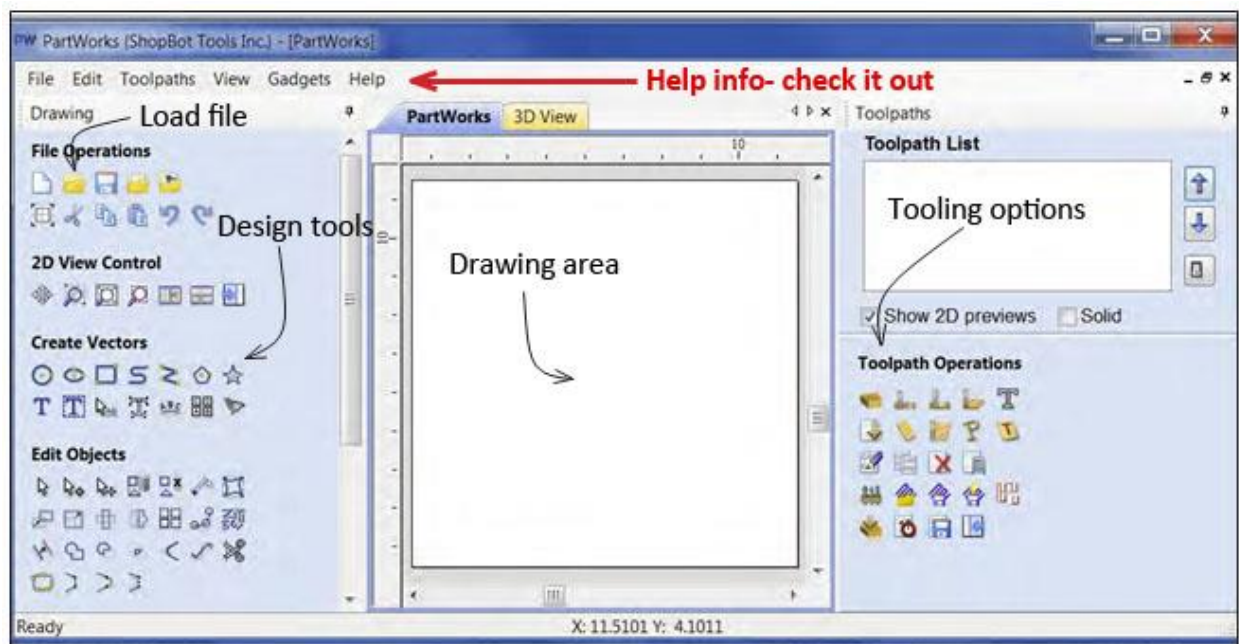 PW PartWorks (ShopBot Tools Inc.) - [PartWorks]
File Edit Toolpaths View Gadgets Help
Help info- check it out
Drawing
Load file
PartWorks 3D View
Toolpaths
File Operations
Toolpath List
10
Design tools
Tooling options
10
2D View Control
Drawing area
Show 2D previews Solid
Create Vectors
Toolpath Operations
Edit Objects
Ready
X: 11.5101 Y: 4.1011